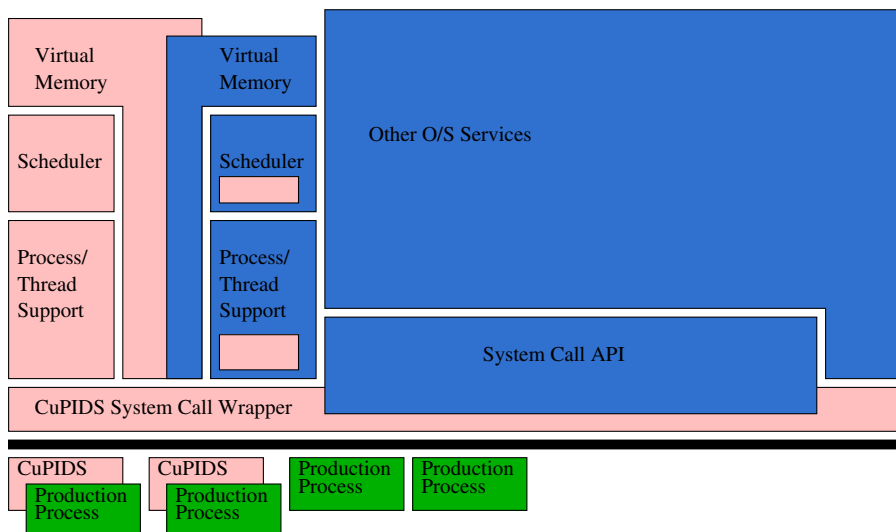 Virtual
Memory
Virtual
Memory
Other O/S Services
Scheduler
Scheduler
Process/
Thread
Support
Process/
Thread
Support
System Call API
CuPIDS System Call Wrapper
CuPIDS
Production
Process
CuPIDS
Production
Process
Production
Process
Production
Process